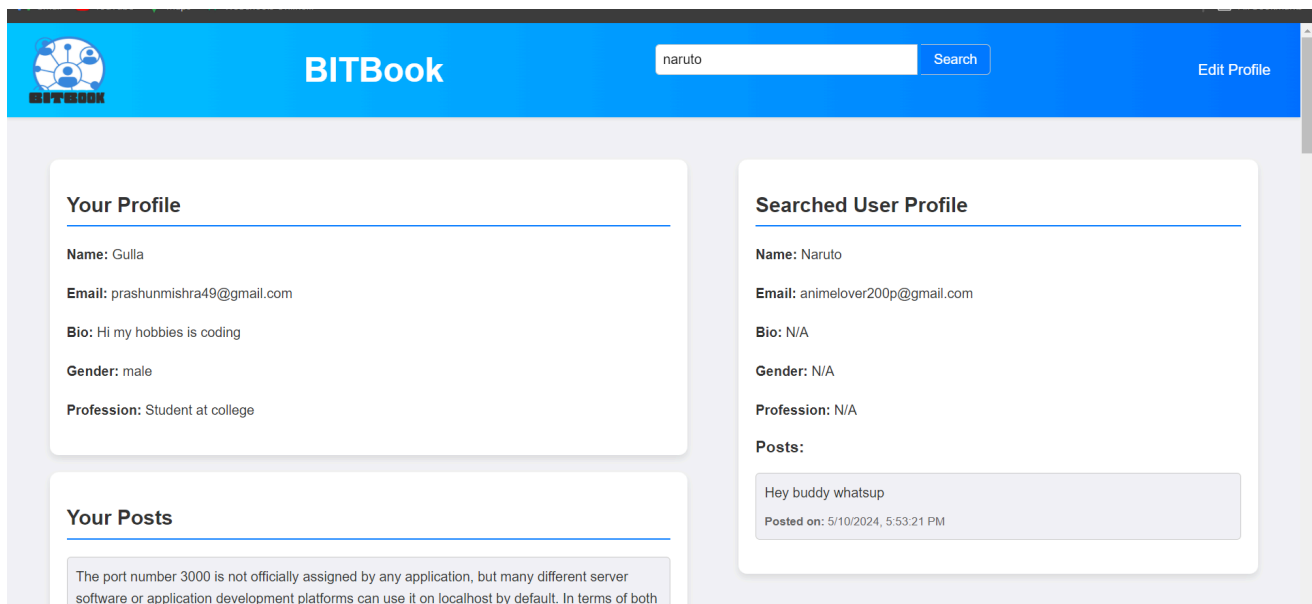 BITBOOK
BITBook
naruto
Search
Edit Profile
Your Profile
Name: Gulla
Email: prashunmishra49@gmail.com
Bio: Hi my hobbies is coding
Gender: male
Profession: Student at college
Your Posts
The port number 3000 is not officially assigned by any application, but many different server
software or application development platforms can use it on localhost by default. In terms of both
Searched User Profile
Name: Naruto
Email: animelover200p@gmail.com
Bio: N/A
Gender: N/A
Profession: N/A
Posts:
Hey buddy whatsup
Posted on: 5/10/2024, 5:53:21 PM